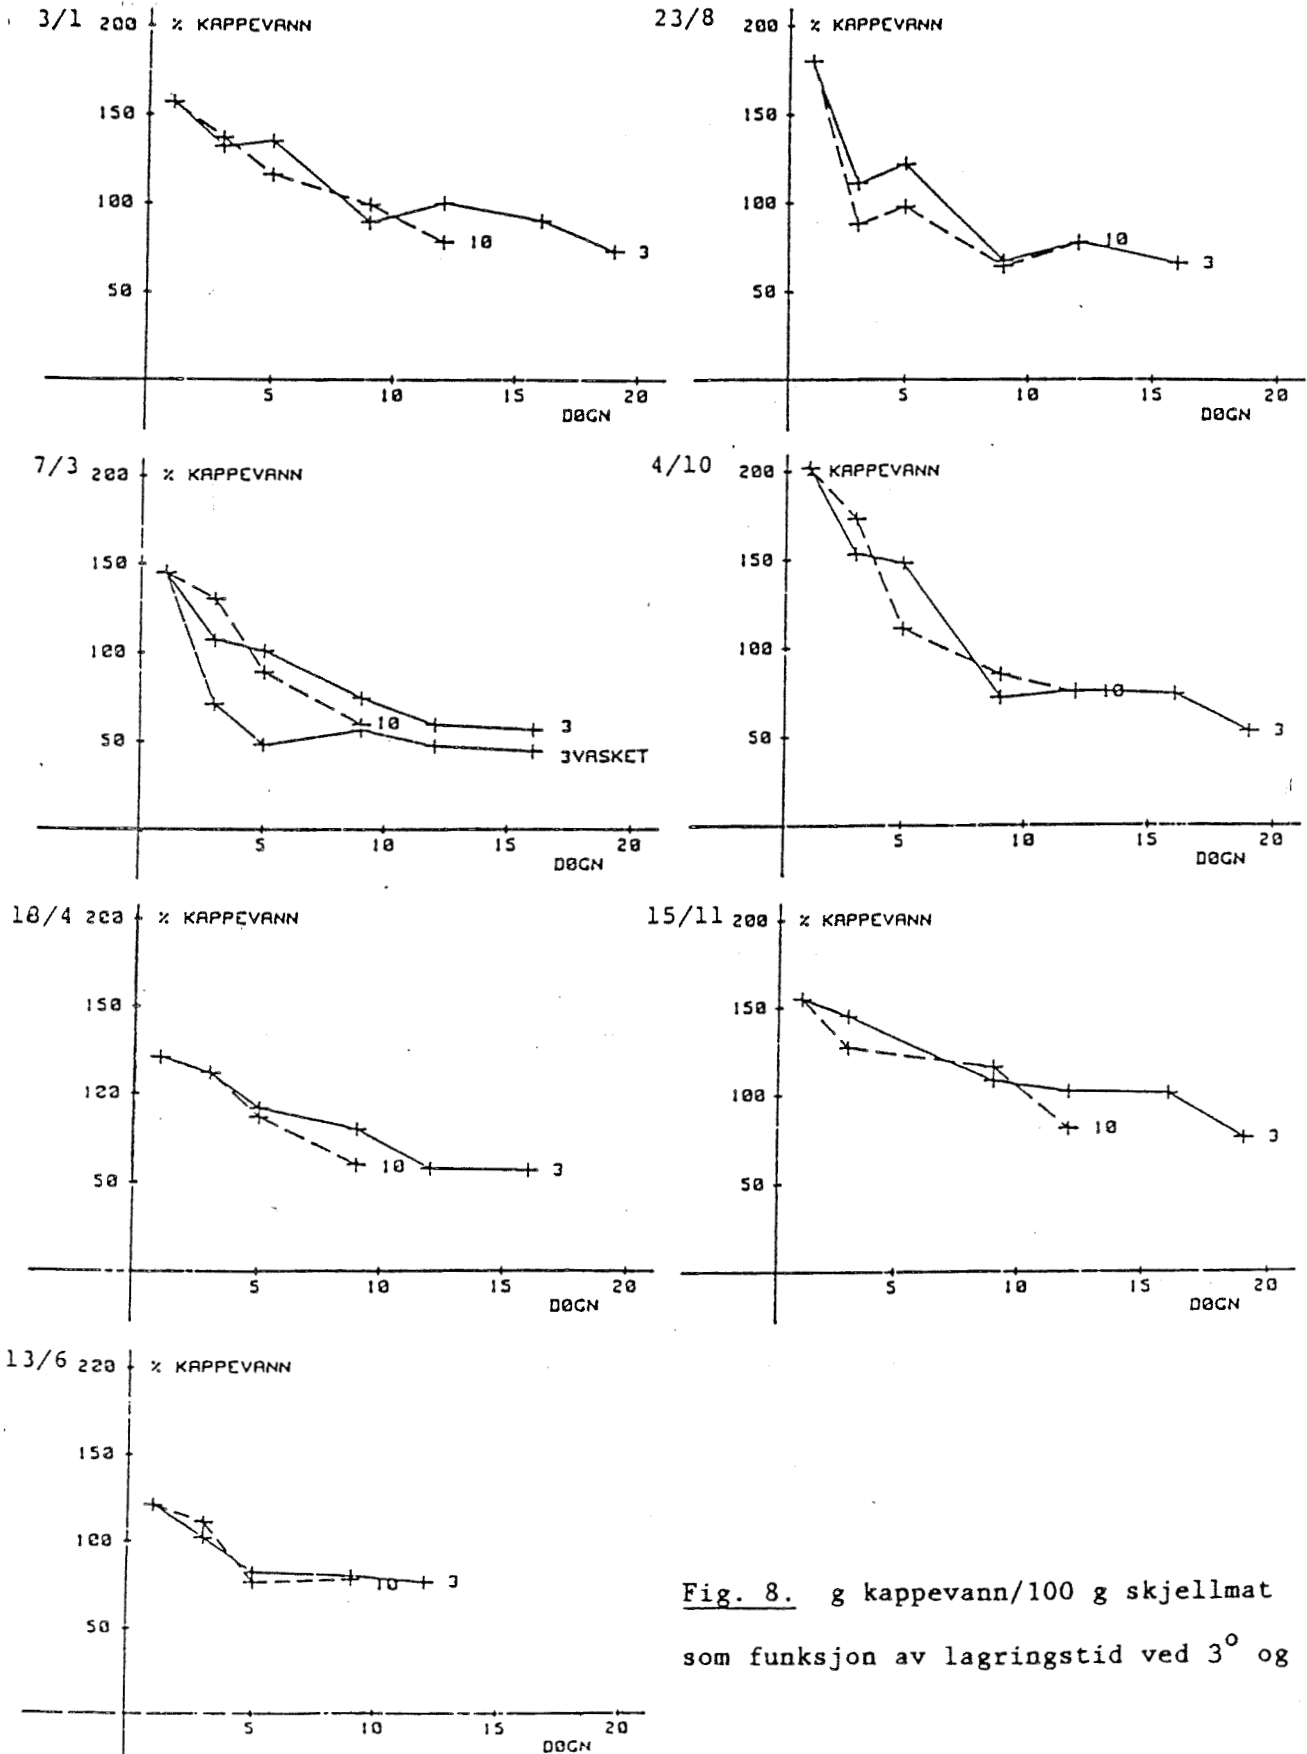 3/1 200 % KAPPEVANN
150
100
50
10
3
5 10 15 20
DØGN
23/8 200 % KAPPEVANN
150
100
50
10
3
5 10 15 20
DØGN
7/3 200 % KAPPEVANN
150
100
50
10
3
3VASKET
5 10 15 20
DØGN
4/10 200 KAPPEVANN
150
100
50
0
3
5 10 15 20
DØGN
18/4 200 % KAPPEVANN
150
100
50
10
3
5 10 15 20
DØGN
15/11 200 % KAPPEVANN
150
100
50
10
3
5 10 15 20
DØGN
13/6 200 % KAPPEVANN
150
100
50
10
3
5 10 15 20
DØGN
Fig. 8. g kappevann/100 g skjellmat
som funksjon av lagringstid ved 3° og